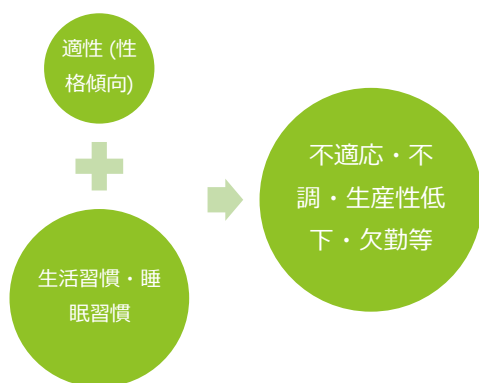 適性 (性
格傾向)
生活習慣・睡
眠習慣
不適応・不
調・生産性低
下・欠勤等